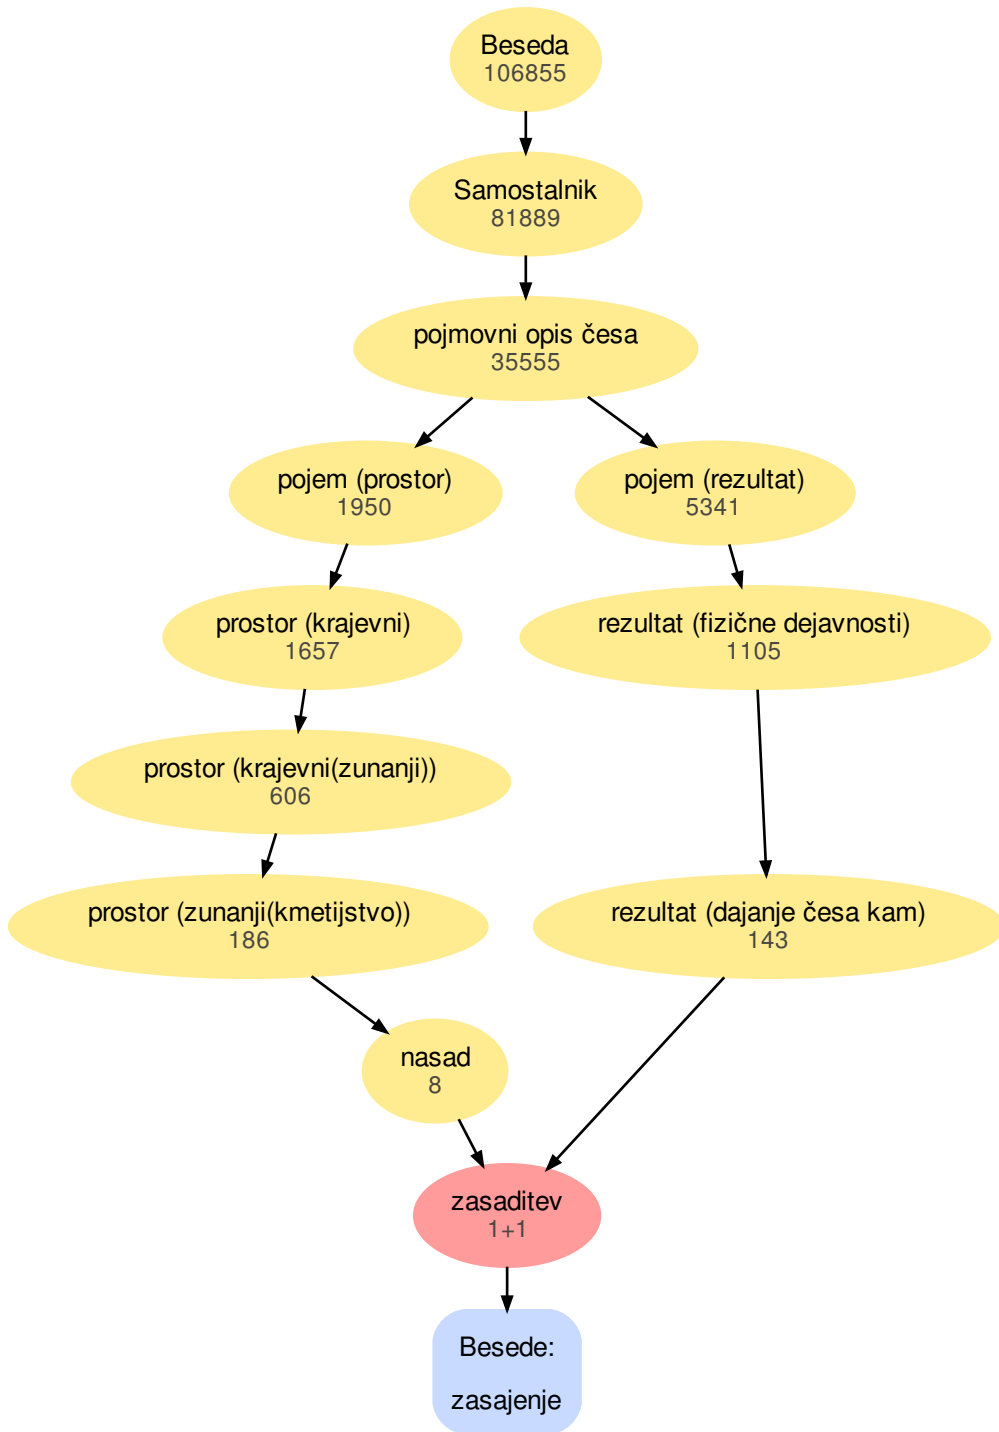 Beseda
106855
Samostalnik
81889
pojmovni opis česa
35555
pojem (prostor)
1950
pojem (rezultat)
5341
prostor (krajevni)
1657
rezultat (fizične dejavnosti)
1105
prostor (krajevni(zunanji))
606
prostor (zunanji(kmetijstvo))
186
rezultat (dajanje česa kam)
143
nasad
8
zasaditev
1+1
Besede:
zasajenje